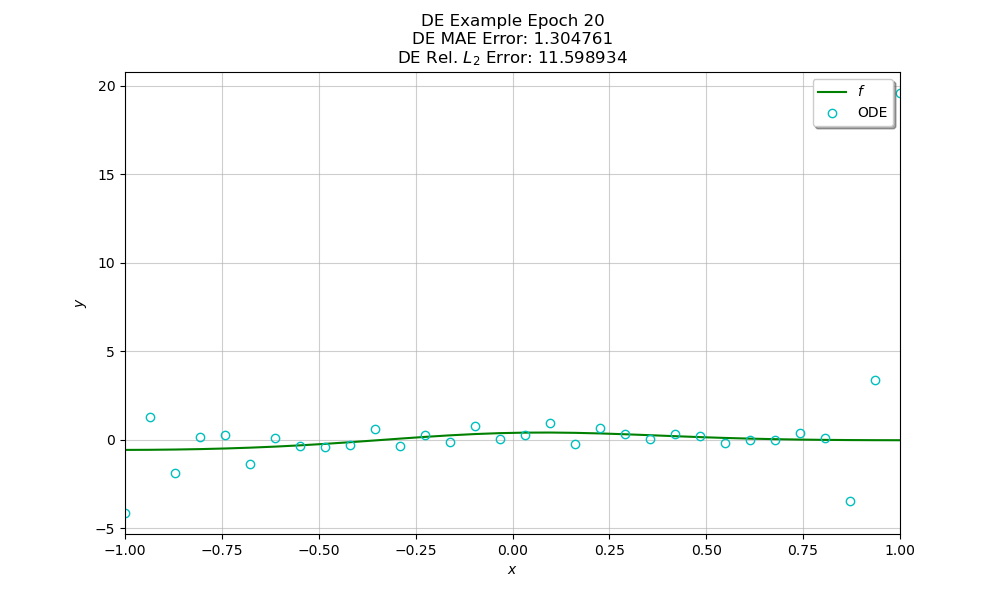 DE Example Epoch 20
DE MAE Error: 1.304761
DE Rel. $L_2$ Error: 11.598934
f
ODE
20
15
10
5
0
−5
y
−1.00 −0.75 −0.50 −0.25 0.00 0.25 0.50 0.75 1.00
x